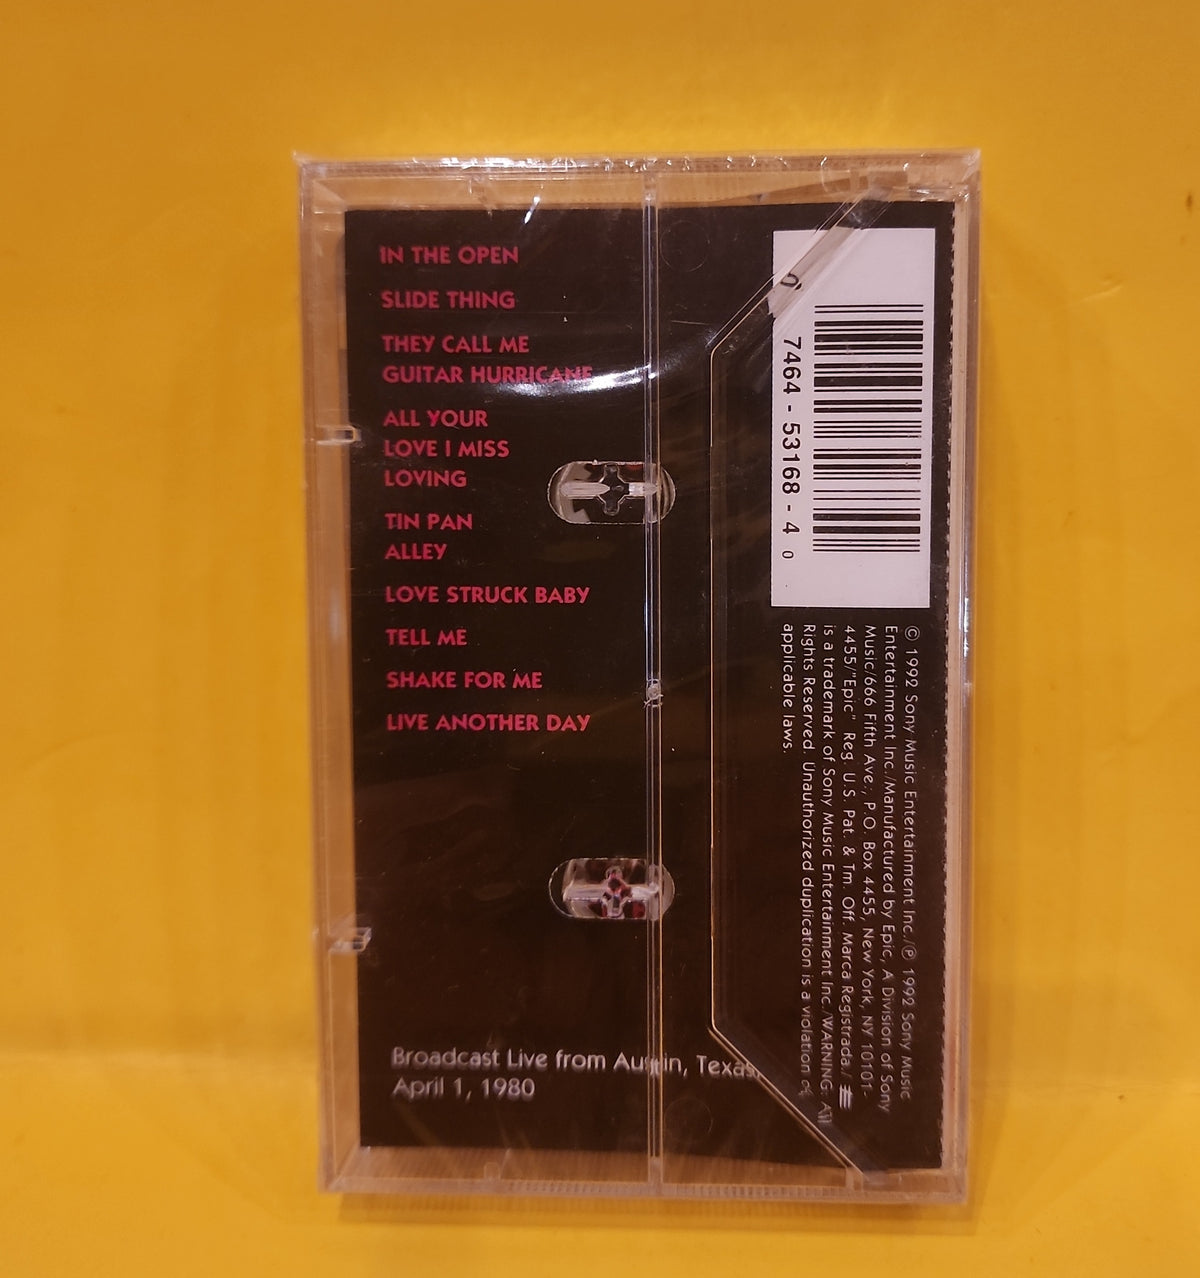 IN THE OPEN
SLIDE THING
THEY CALL ME
GUITAR HURRICANE
ALL YOUR
LOVE I MISS
LOVING
TIN PAN
ALLEY
LOVE STRUCK BABY
TELL ME
SHAKE FOR ME
LIVE ANOTHER DAY
Broadcast Live from Austin, Texas,
April 1, 1980
0
7464 - 53168 - 4
0
© 1992 Sony Music Entertainment Inc./℗ 1992 Sony Music
Entertainment Inc./Manufactured by Epic, A Division of Sony
Music/666 Fifth Ave., P.O. Box 4455, New York, NY 10101-
4455/"Epic" Reg. U.S. Pat. & Tm. Off. Marca Registrada./
is a trademark of Sony Music Entertainment Inc./WARNING: All
Rights Reserved. Unauthorized duplication is a violation of
applicable laws.